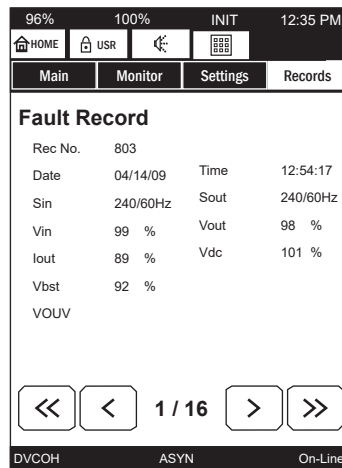 96% 100% INIT 12:35 PM
HOME USR
Main Monitor Settings Records
Fault Record
Rec No. 803
Date 04/14/09 Time 12:54:17
Sin 240/60Hz Sout 240/60Hz
Vin 99 % Vout 98 %
Iout 89 % Vdc 101 %
Vbst 92 %
VOUV
1 / 16
DVCOH ASYN On-Line